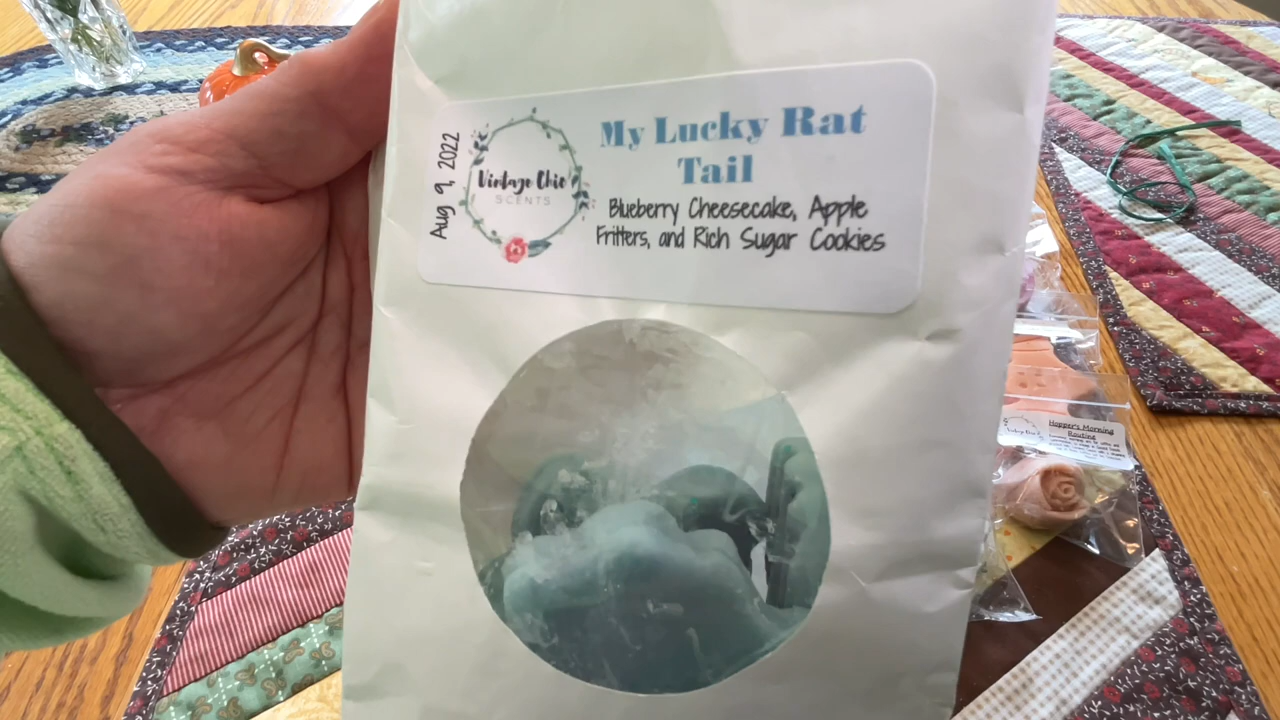 Aug 9, 2022
Vintage Chic
SCENTS
My Lucky Rat
Tail
Blueberry Cheesecake, Apple
Fritters, and Rich Sugar Cookies
Hopper's Morning
Routine